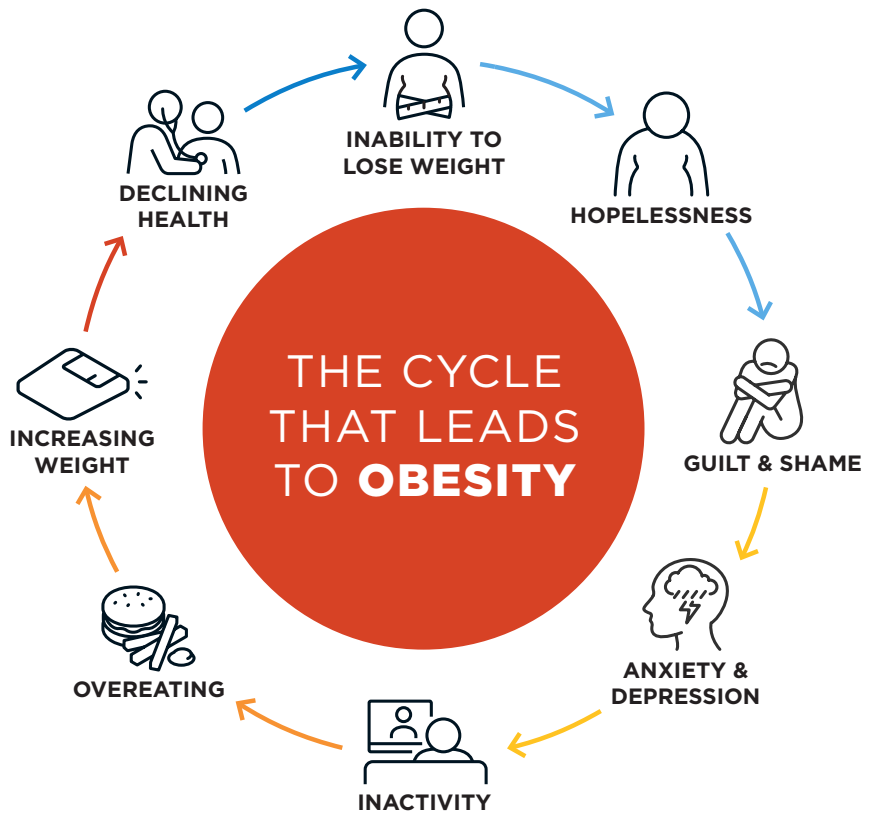 INABILITY TO
LOSE WEIGHT
HOPELESSNESS
GUILT & SHAME
ANXIETY &
DEPRESSION
INACTIVITY
OVEREATING
INCREASING
WEIGHT
DECLINING
HEALTH
THE CYCLE
THAT LEADS
TO OBESITY